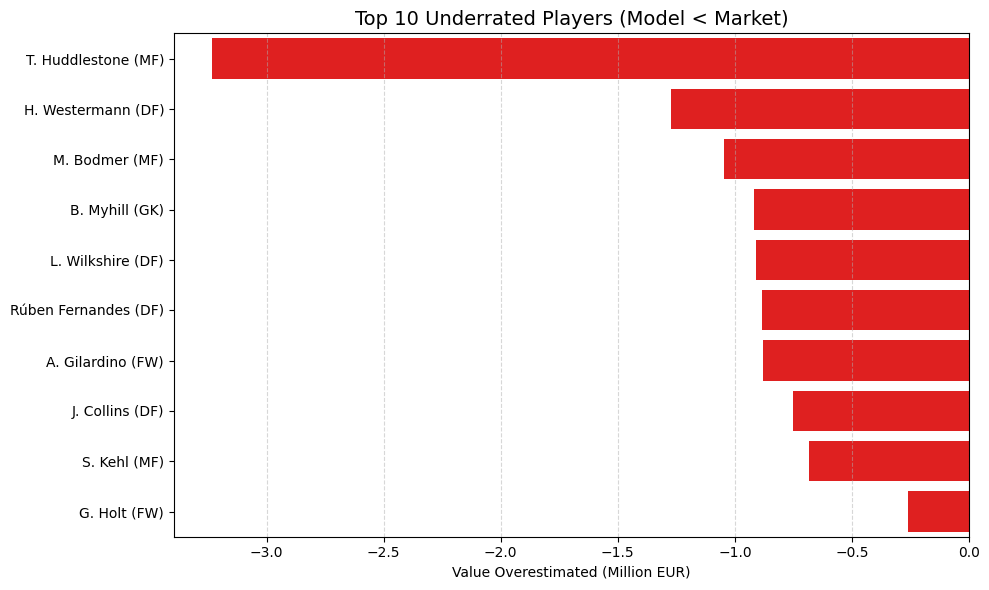 Top 10 Underrated Players (Model < Market)
T. Huddlestone (MF)
H. Westermann (DF)
M. Bodmer (MF)
B. Myhill (GK)
L. Wilkshire (DF)
Rúben Fernandes (DF)
A. Gilardino (FW)
J. Collins (DF)
S. Kehl (MF)
G. Holt (FW)
−3.0 −2.5 −2.0 −1.5 −1.0 −0.5 0.0
Value Overestimated (Million EUR)